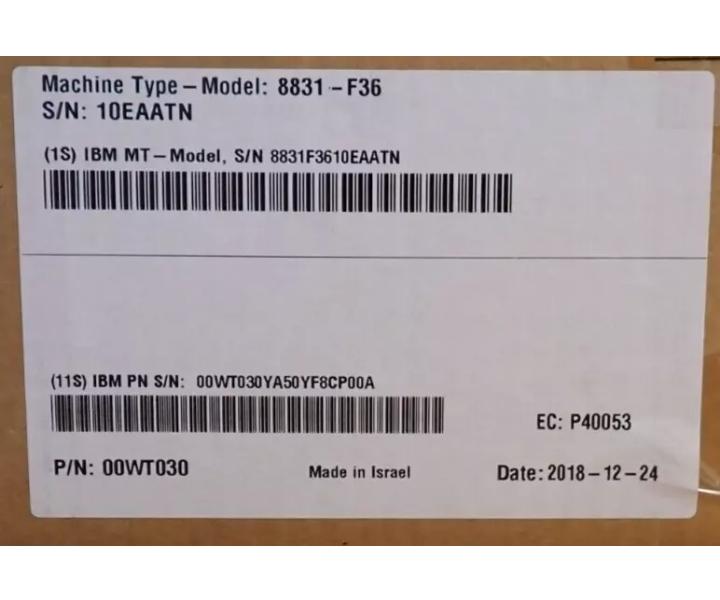 Machine Type – Model: 8831 – F36
S/N: 10EAATN
(1S) IBM MT – Model, S/N 8831F3610EAATN
(11S) IBM PN S/N: 00WT030YA50YF8CP00A
EC: P40053
P/N: 00WT030
Made in Israel
Date: 2018 – 12 – 24